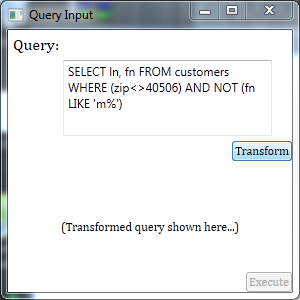 Query Input
Query:
SELECT ln, fn FROM customers
WHERE (zip<>40506) AND NOT (fn
LIKE 'm%')
Transform
(Transformed query shown here...)
Execute